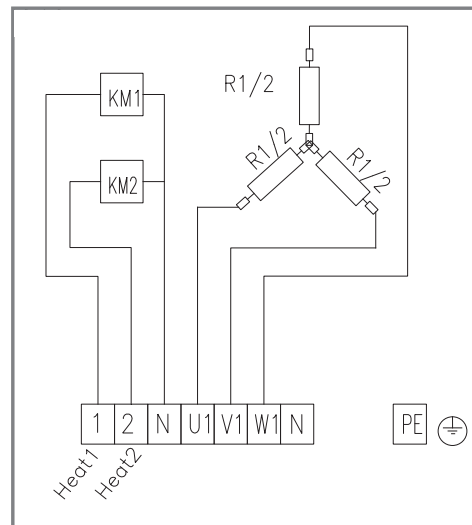 KM1
R1/2
R1/2
R1/2
KM2
1 2 N U1 V1 W1 N PE
Heat1
Heat2